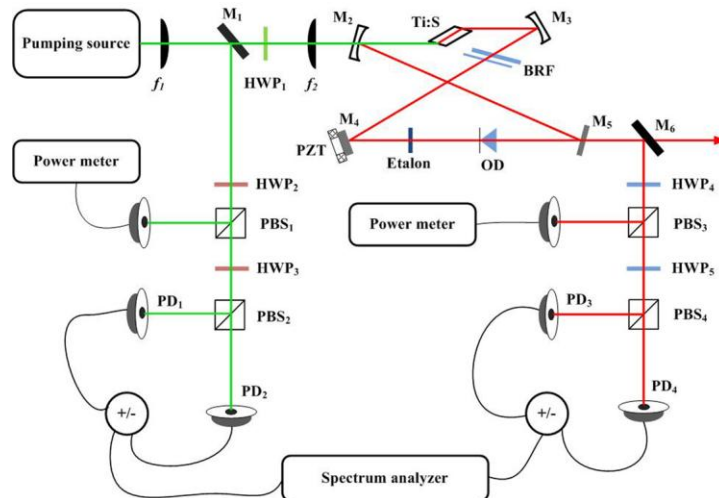 Pumping source
f1
M1
HWP1
f2
M2
Ti:S
M3
BRF
M4
PZT
Etalon
OD
M5
M6
Power meter
HWP2
PBS1
HWP3
PD1
PBS2
PD2
+/-
Power meter
HWP4
PBS3
HWP5
PD3
PBS4
PD4
+/-
Spectrum analyzer